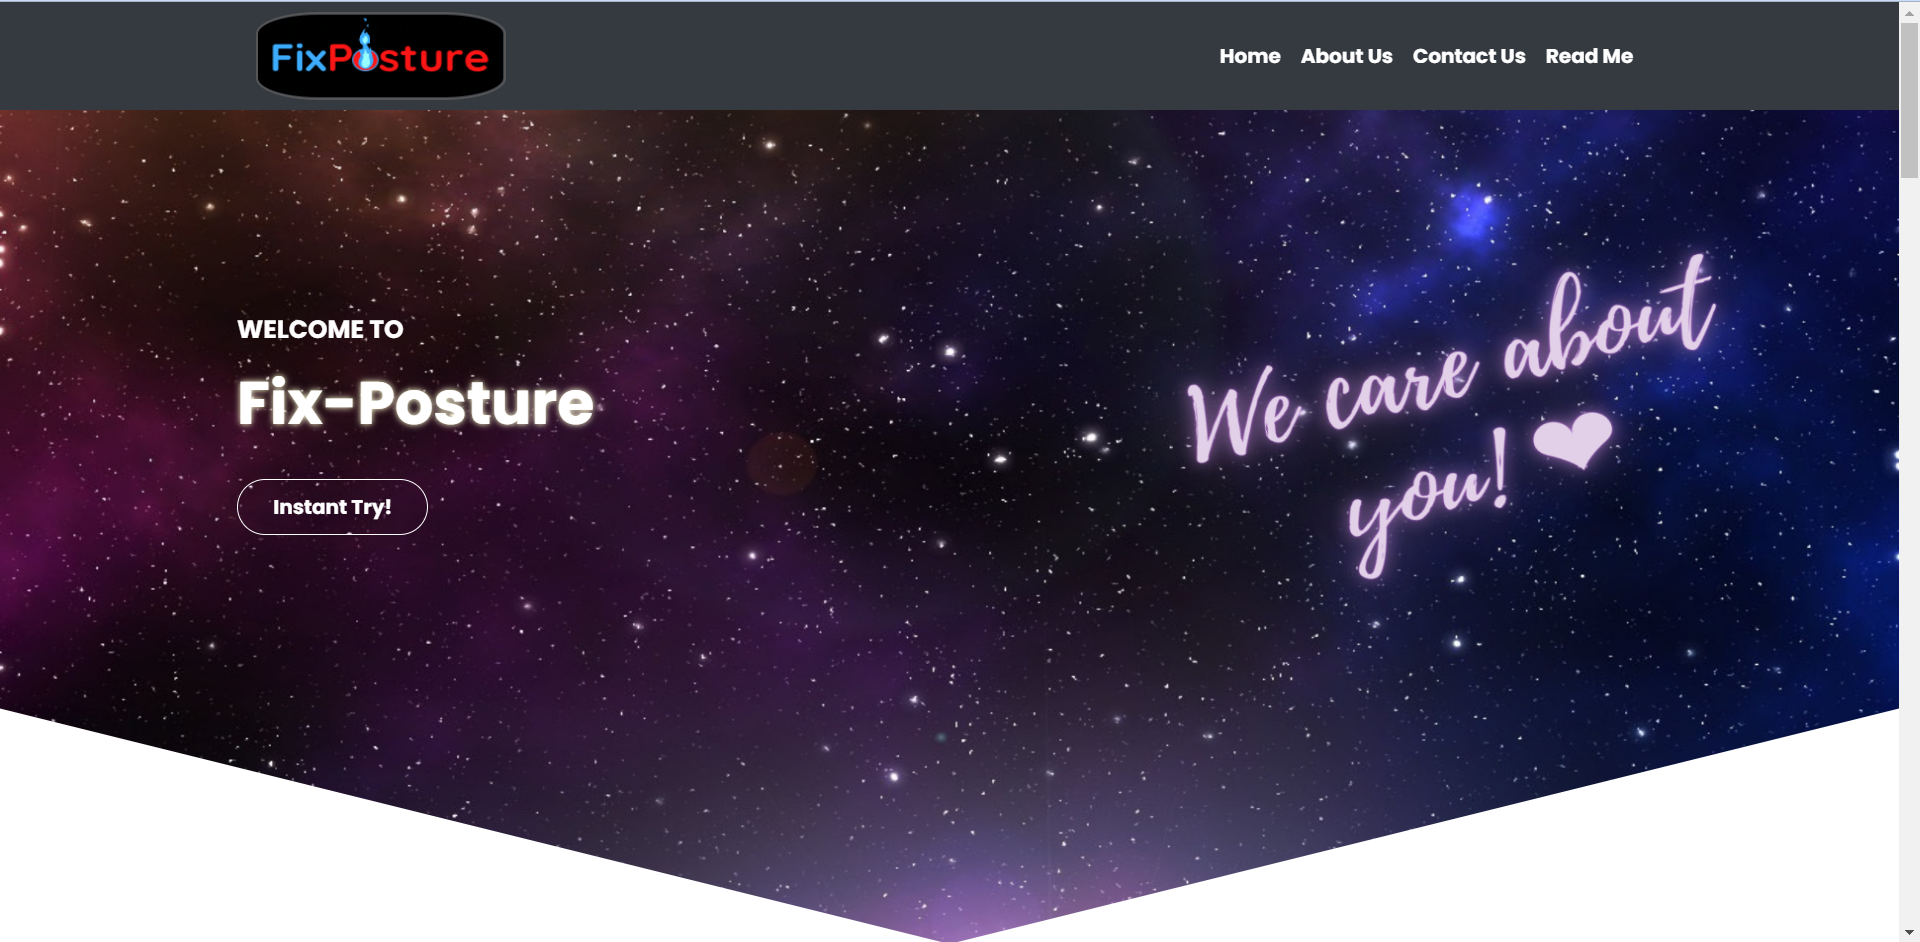 FixPosture
Home About Us Contact Us Read Me
WELCOME TO
Fix-Posture
Instant Try!
We care about
you! ❤